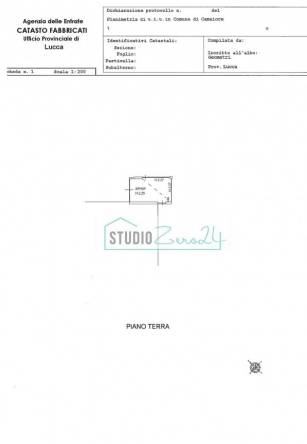 Agenzia delle Entrate
CATASTO FABBRICATI
Ufficio Provinciale di
Lucca
Dichiarazione protocollo n. del
Planimetria di u.i.u. in Comune di Camaiore
Identificativi Catastali:
Sezione:
Foglio:
Particella:
Subalterno:
Compilata da:
Iscritto all'albo:
Geometri
Prov. Lucca
Scheda n. 1 Scala 1:200
STUDIO Zero24
PIANO TERRA